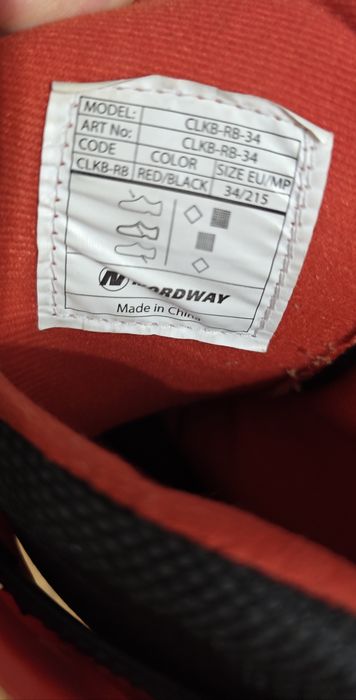 MODEL: CLKB-RB-34
ART No: CLKB-RB-34
CODE COLOR SIZE EU/MP
CLKB-RB RED/BLACK 34/215
NORDWAY
Made in China